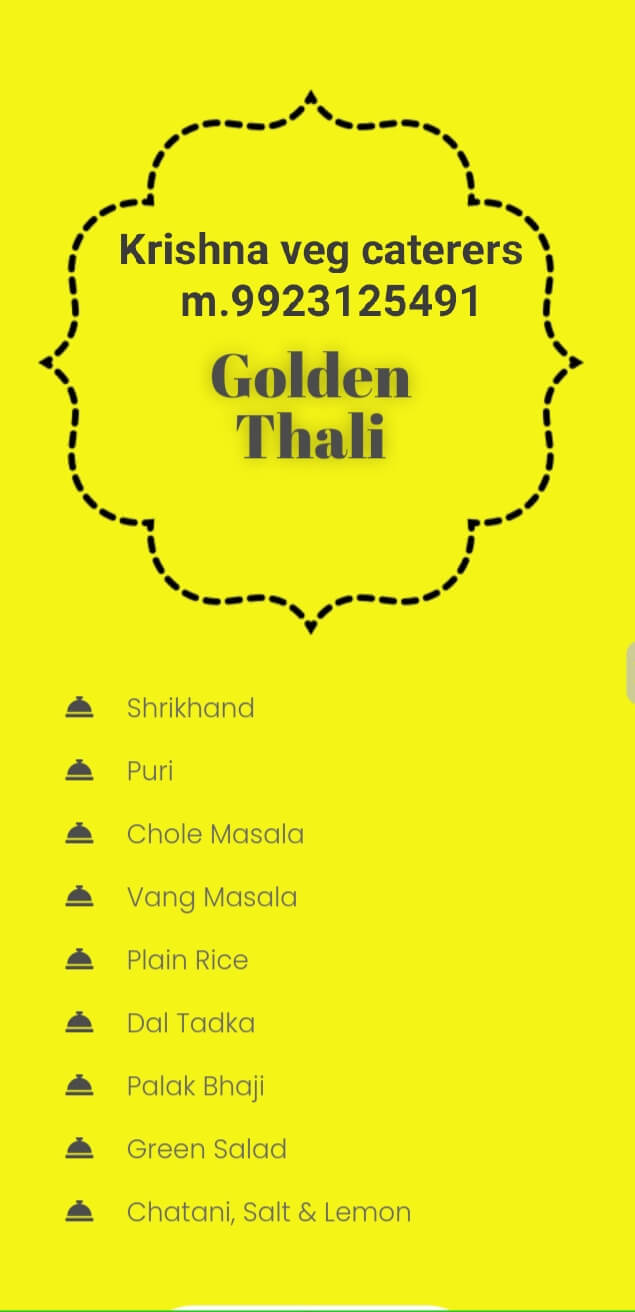 Krishna veg caterers
m.9923125491
Golden
Thali
Shrikhand
Puri
Chole Masala
Vang Masala
Plain Rice
Dal Tadka
Palak Bhaji
Green Salad
Chatani, Salt & Lemon